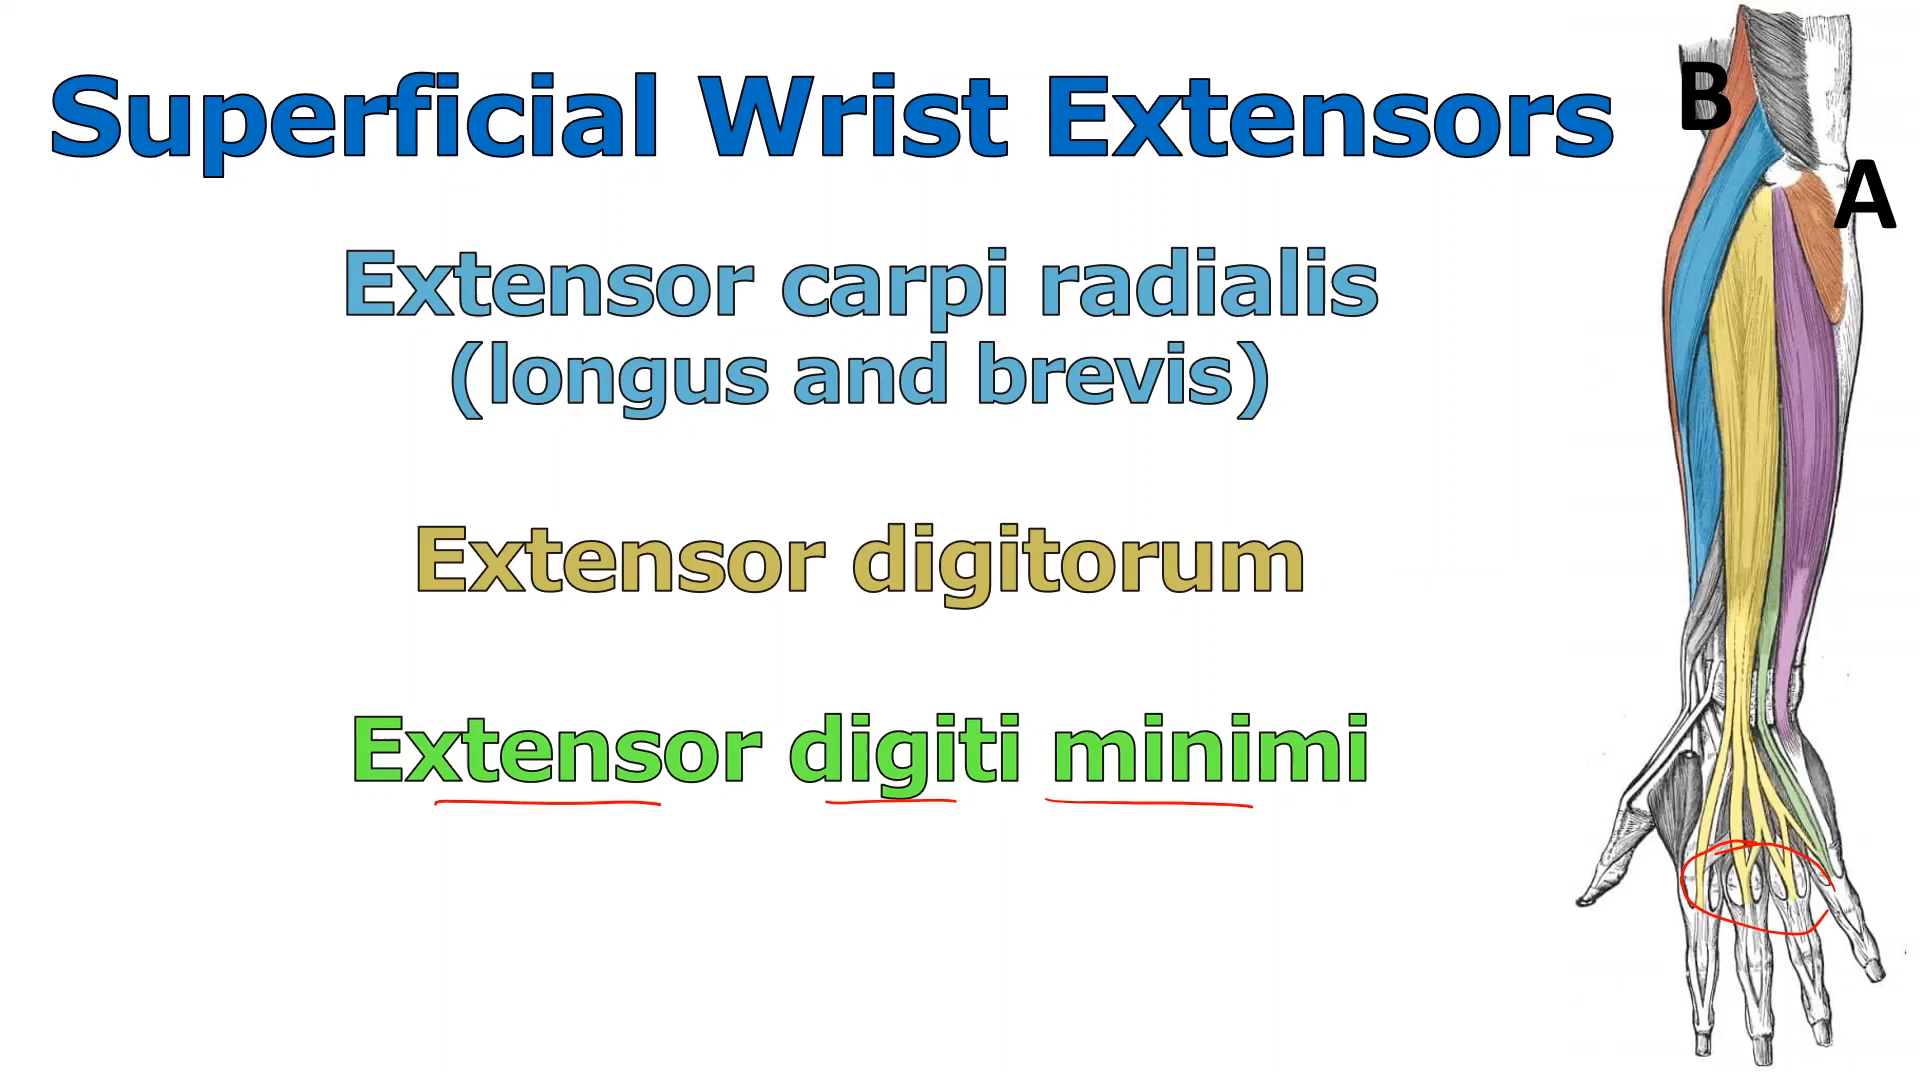 Superficial Wrist Extensors
B
A
Extensor carpi radialis
(longus and brevis)
Extensor digitorum
Extensor digiti minimi